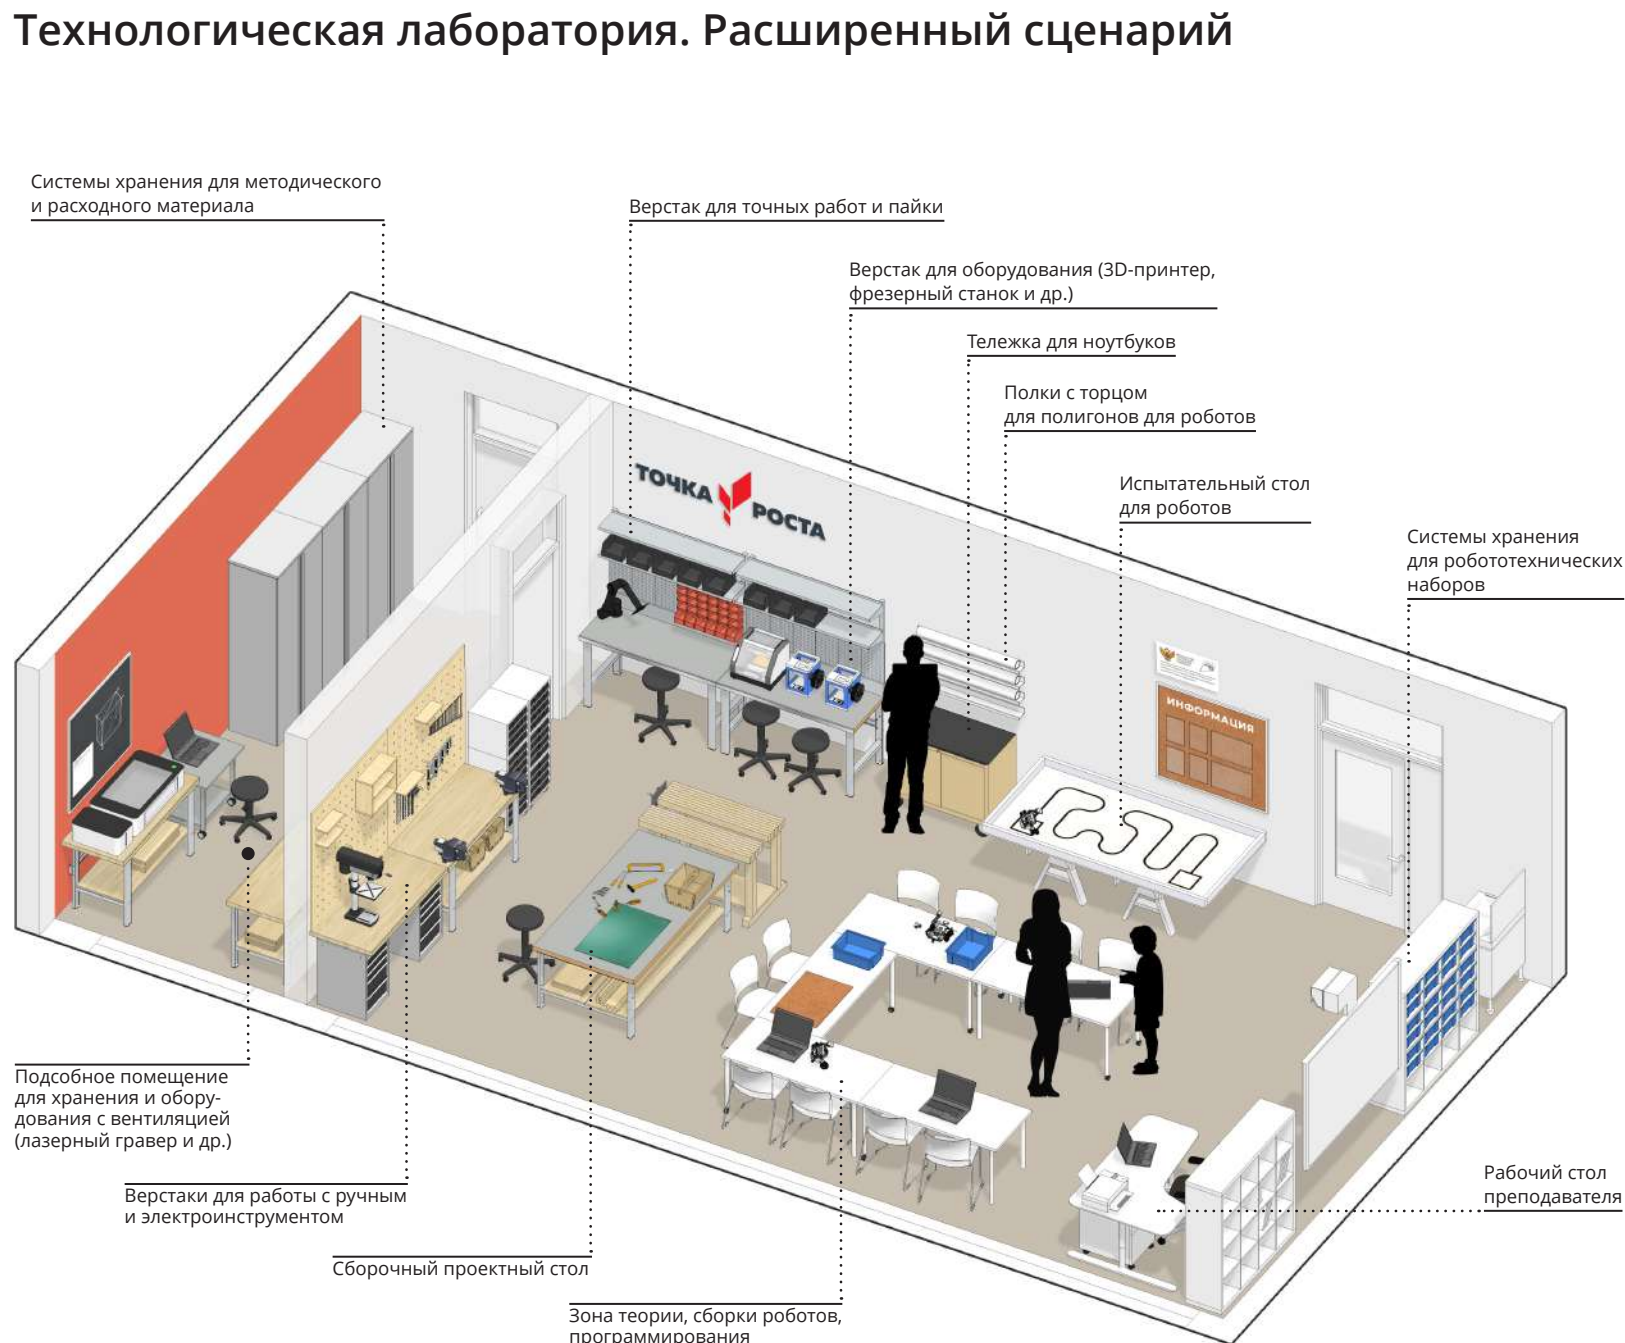 Технологическая лаборатория. Расширенный сценарий
Системы хранения для методического
и расходного материала
Верстак для точных работ и пайки
Верстак для оборудования (3D-принтер,
фрезерный станок и др.)
Тележка для ноутбуков
Полки с торцом
для полигонов для роботов
Испытательный стол
для роботов
Системы хранения
для робототехнических
наборов
ТОЧКА
РОСТА
ИНФОРМАЦИЯ
Подсобное помещение
для хранения и обору-
дования с вентиляцией
(лазерный гравер и др.)
Верстаки для работы с ручным
и электроинструментом
Сборочный проектный стол
Зона теории, сборки роботов,
программирования
Рабочий стол
преподавателя